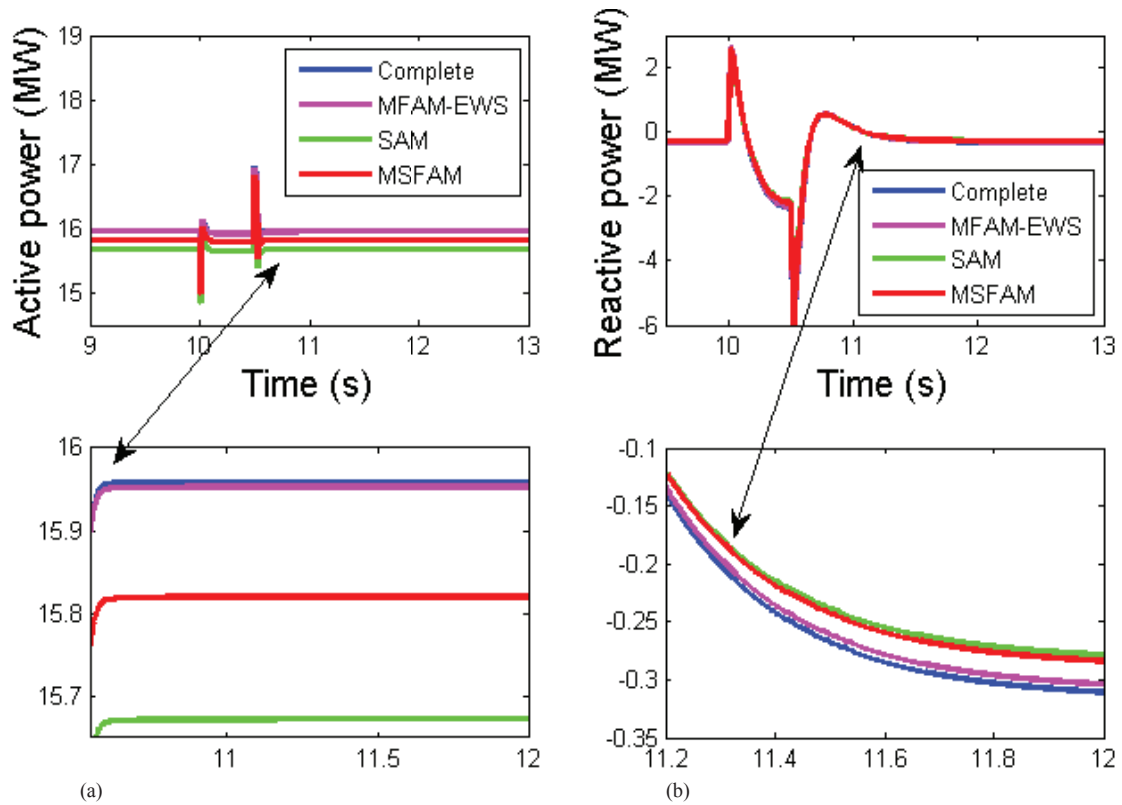 Active power (MW)
19
18
17
16
15
Complete
MFAM-EWS
SAM
MSFAM
9
10
11
12
13
Time (s)
Reactive power (MW)
2
0
-2
-4
-6
Complete
MFAM-EWS
SAM
MSFAM
10
11
12
13
Time (s)
16
15.9
15.8
15.7
11
11.5
12
(a)
-0.1
-0.15
-0.2
-0.25
-0.3
-0.35
11.2
11.4
11.6
11.8
12
(b)